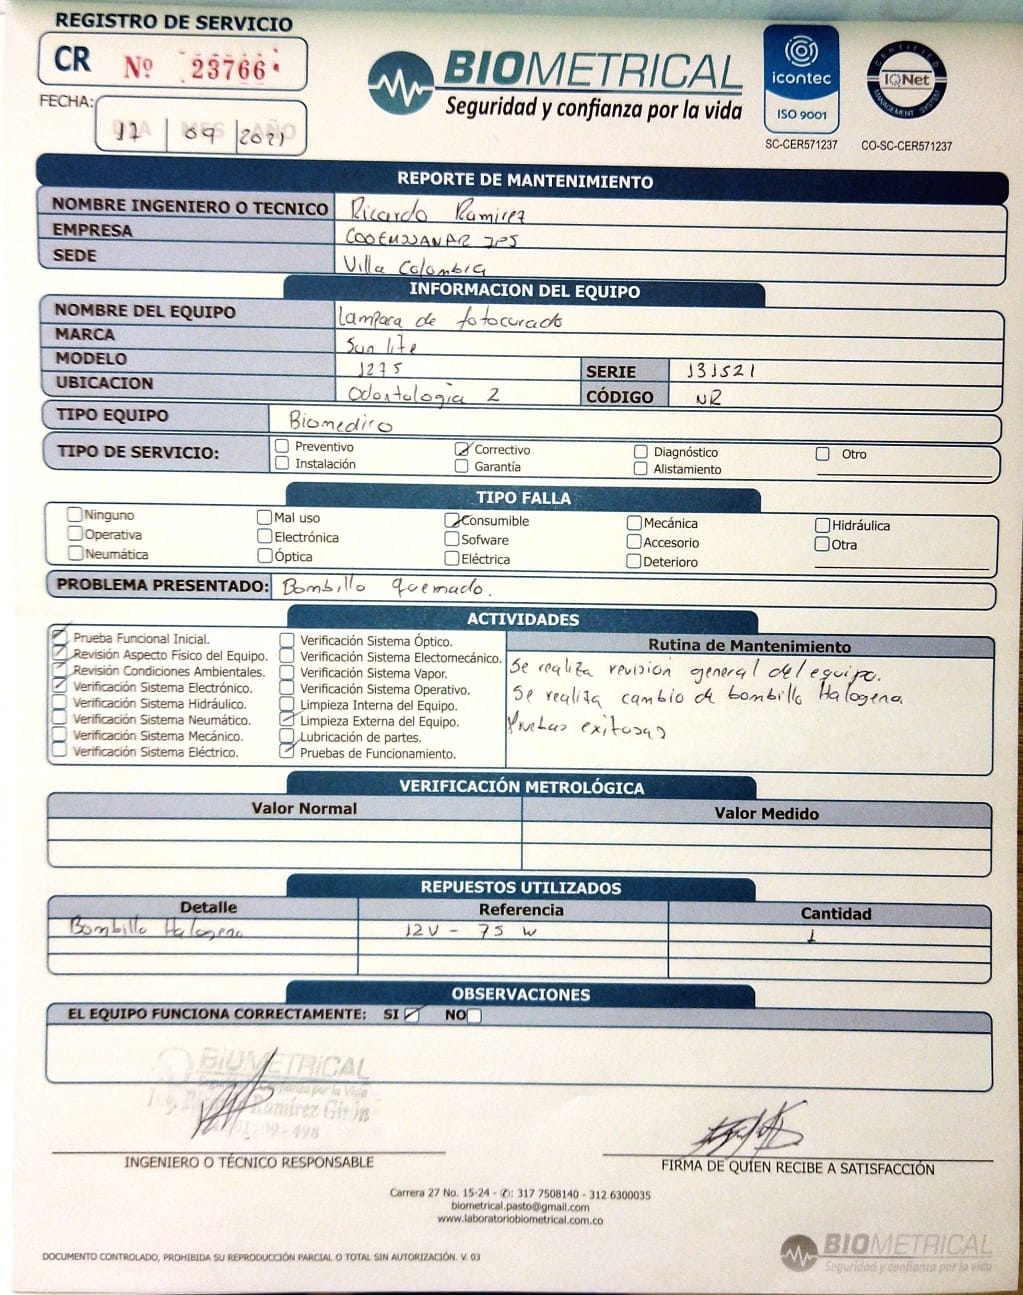 REGISTRO DE SERVICIO
CR Nº 23766
FECHA: 17 09 2021
BIOMETRICAL
Seguridad y confianza por la vida
icontec
ISO 9001
SC-CER571237
CERTIFIED
IQNet
MANAGEMENT SYSTEM
CO-SC-CER571237
REPORTE DE MANTENIMIENTO
NOMBRE INGENIERO O TECNICO Ricardo Ramirez
EMPRESA IPS
SEDE Villa Colombia
INFORMACION DEL EQUIPO
NOMBRE DEL EQUIPO Lampara de fotocurado
MARCA Sun lite
MODELO 1275 SERIE 131521
UBICACION Odontologia 2 CÓDIGO NR
TIPO EQUIPO Biomedico
TIPO DE SERVICIO: Preventivo Correctivo Diagnóstico Otro
Instalación Garantía Alistamiento
TIPO FALLA
Ninguno Mal uso Consumible Mecánica Hidráulica
Operativa Electrónica Sofware Accesorio Otra
Neumática Óptica Eléctrica Deterioro
PROBLEMA PRESENTADO: Bombillo quemado.
ACTIVIDADES
Prueba Funcional Inicial.
Revisión Aspecto Físico del Equipo.
Revisión Condiciones Ambientales.
Verificación Sistema Electrónico.
Verificación Sistema Hidráulico.
Verificación Sistema Neumático.
Verificación Sistema Mecánico.
Verificación Sistema Eléctrico.
Verificación Sistema Óptico.
Verificación Sistema Electomecánico.
Verificación Sistema Vapor.
Verificación Sistema Operativo.
Limpieza Interna del Equipo.
Limpieza Externa del Equipo.
Lubricación de partes.
Pruebas de Funcionamiento.
Rutina de Mantenimiento
Se realiza revisión general del equipo.
Se realiza cambio de bombillo Halogena
Pruebas exitosas
VERIFICACIÓN METROLÓGICA
Valor Normal Valor Medido
REPUESTOS UTILIZADOS
Detalle Referencia Cantidad
Bombillo Halogena 12V - 75 W 1
OBSERVACIONES
EL EQUIPO FUNCIONA CORRECTAMENTE: SI NO
BIOMETRICAL
Seguridad y Confianza por la Vida
Ramírez
INGENIERO O TÉCNICO RESPONSABLE
FIRMA DE QUIEN RECIBE A SATISFACCIÓN
Carrera 27 No. 15-24 - ✆: 317 7508140 - 312 6300035
biometrical.pasto@gmail.com
www.laboratoriobiometrical.com.co
DOCUMENTO CONTROLADO, PROHIBIDA SU REPRODUCCIÓN PARCIAL O TOTAL SIN AUTORIZACIÓN. V. 03
BIOMETRICAL
Seguridad y confianza por la vida